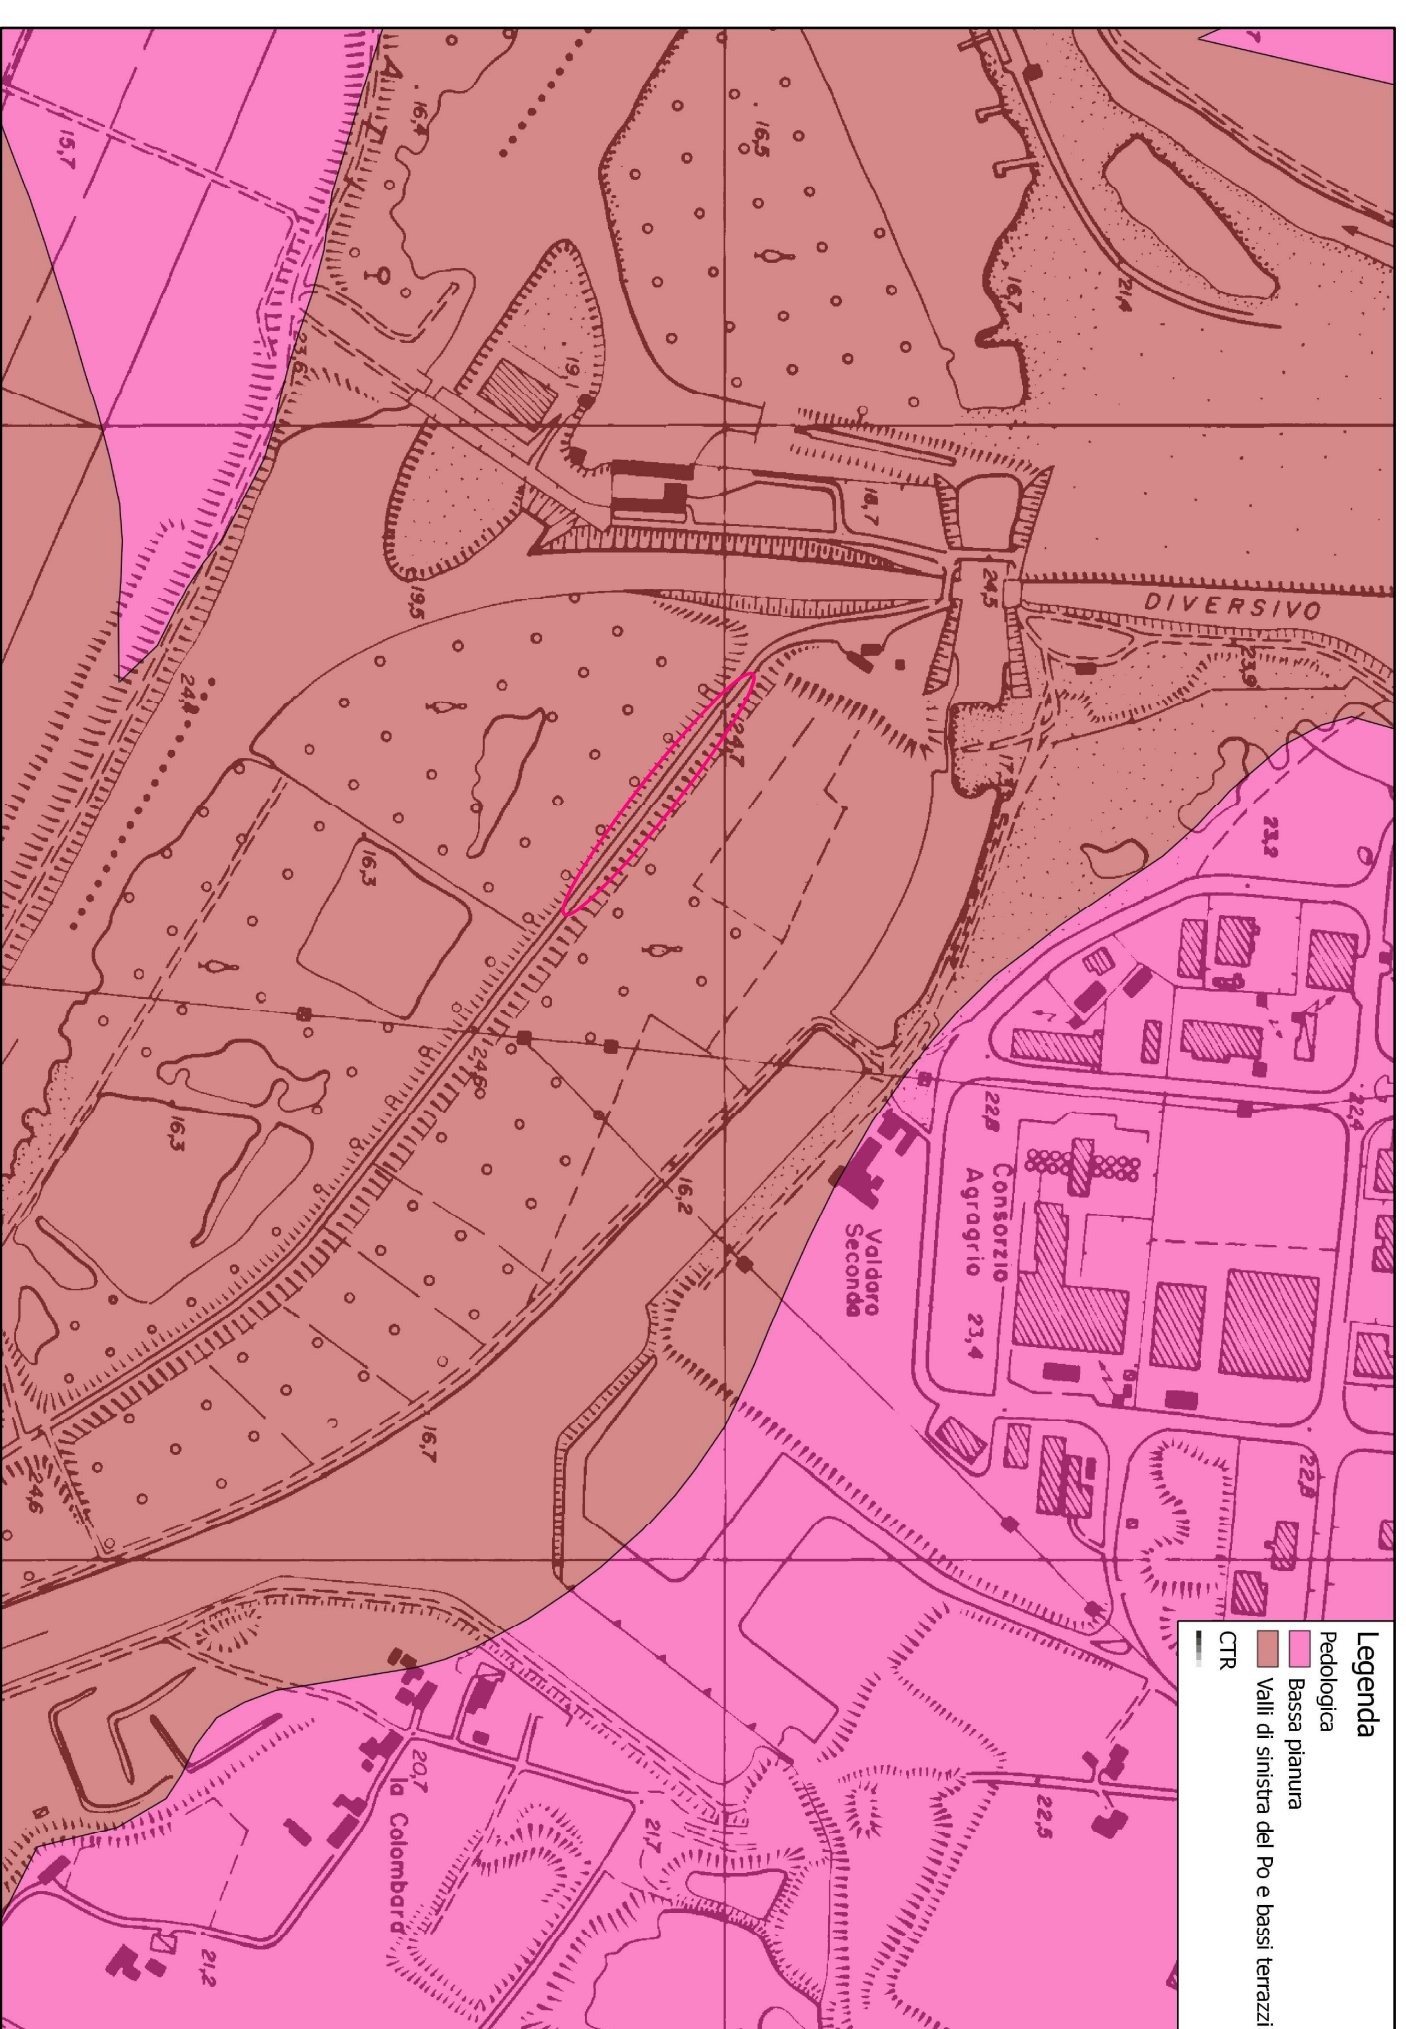 Legenda
Pedologica
Bassa pianura
Valli di sinistra del Po e bassi terrazzi
CTR
DIVERSIVO
Consorzio
Agragrio
23,4
Valdaro
Seconda
la Colombara
15,7
16,4
16,5
16,7
21,4
23,6
19,1
19,5
18,7
24,5
23,9
24,7
23,2
16,3
16,3
24,6
22,8
22,4
16,2
16,7
24,6
22,8
22,5
20,7
21,7
21,2